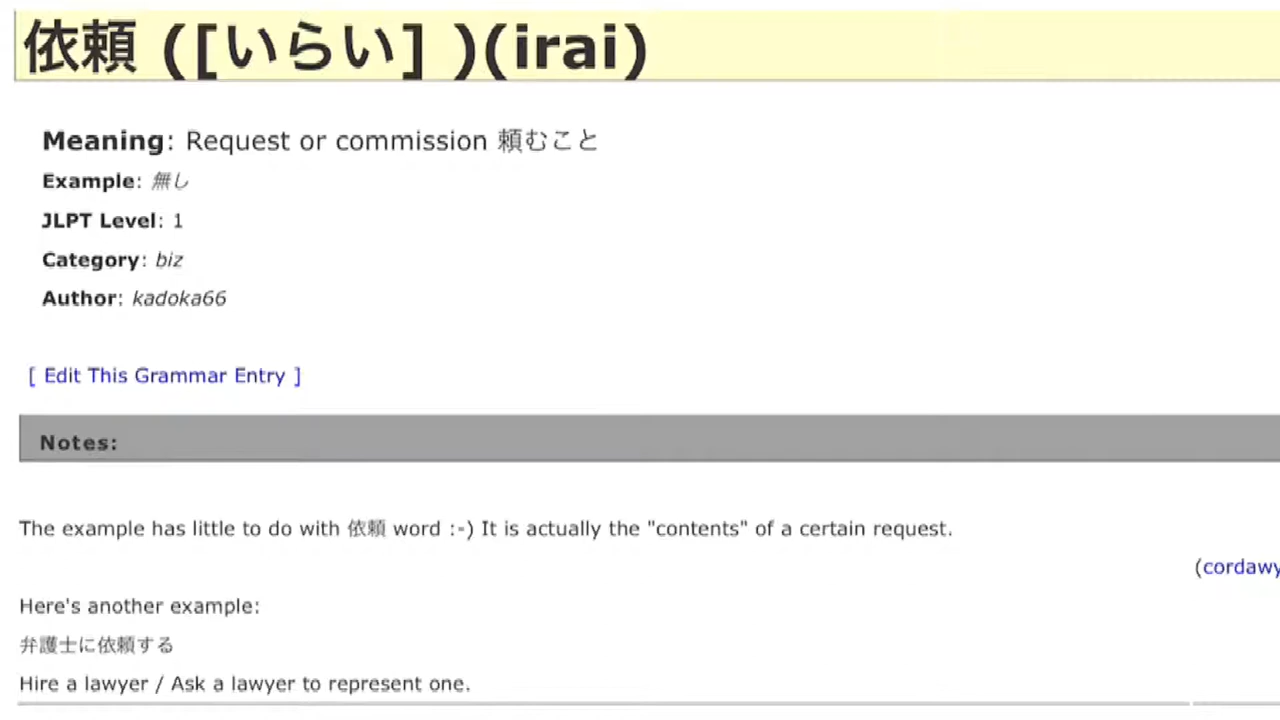 依頼 ([いらい] )(irai)
Meaning: Request or commission 頼むこと
Example: 無し
JLPT Level: 1
Category: biz
Author: kadoka66
[ Edit This Grammar Entry ]
Notes:
The example has little to do with 依頼 word :-) It is actually the "contents" of a certain request.
(cordawy
Here's another example:
弁護士に依頼する
Hire a lawyer / Ask a lawyer to represent one.